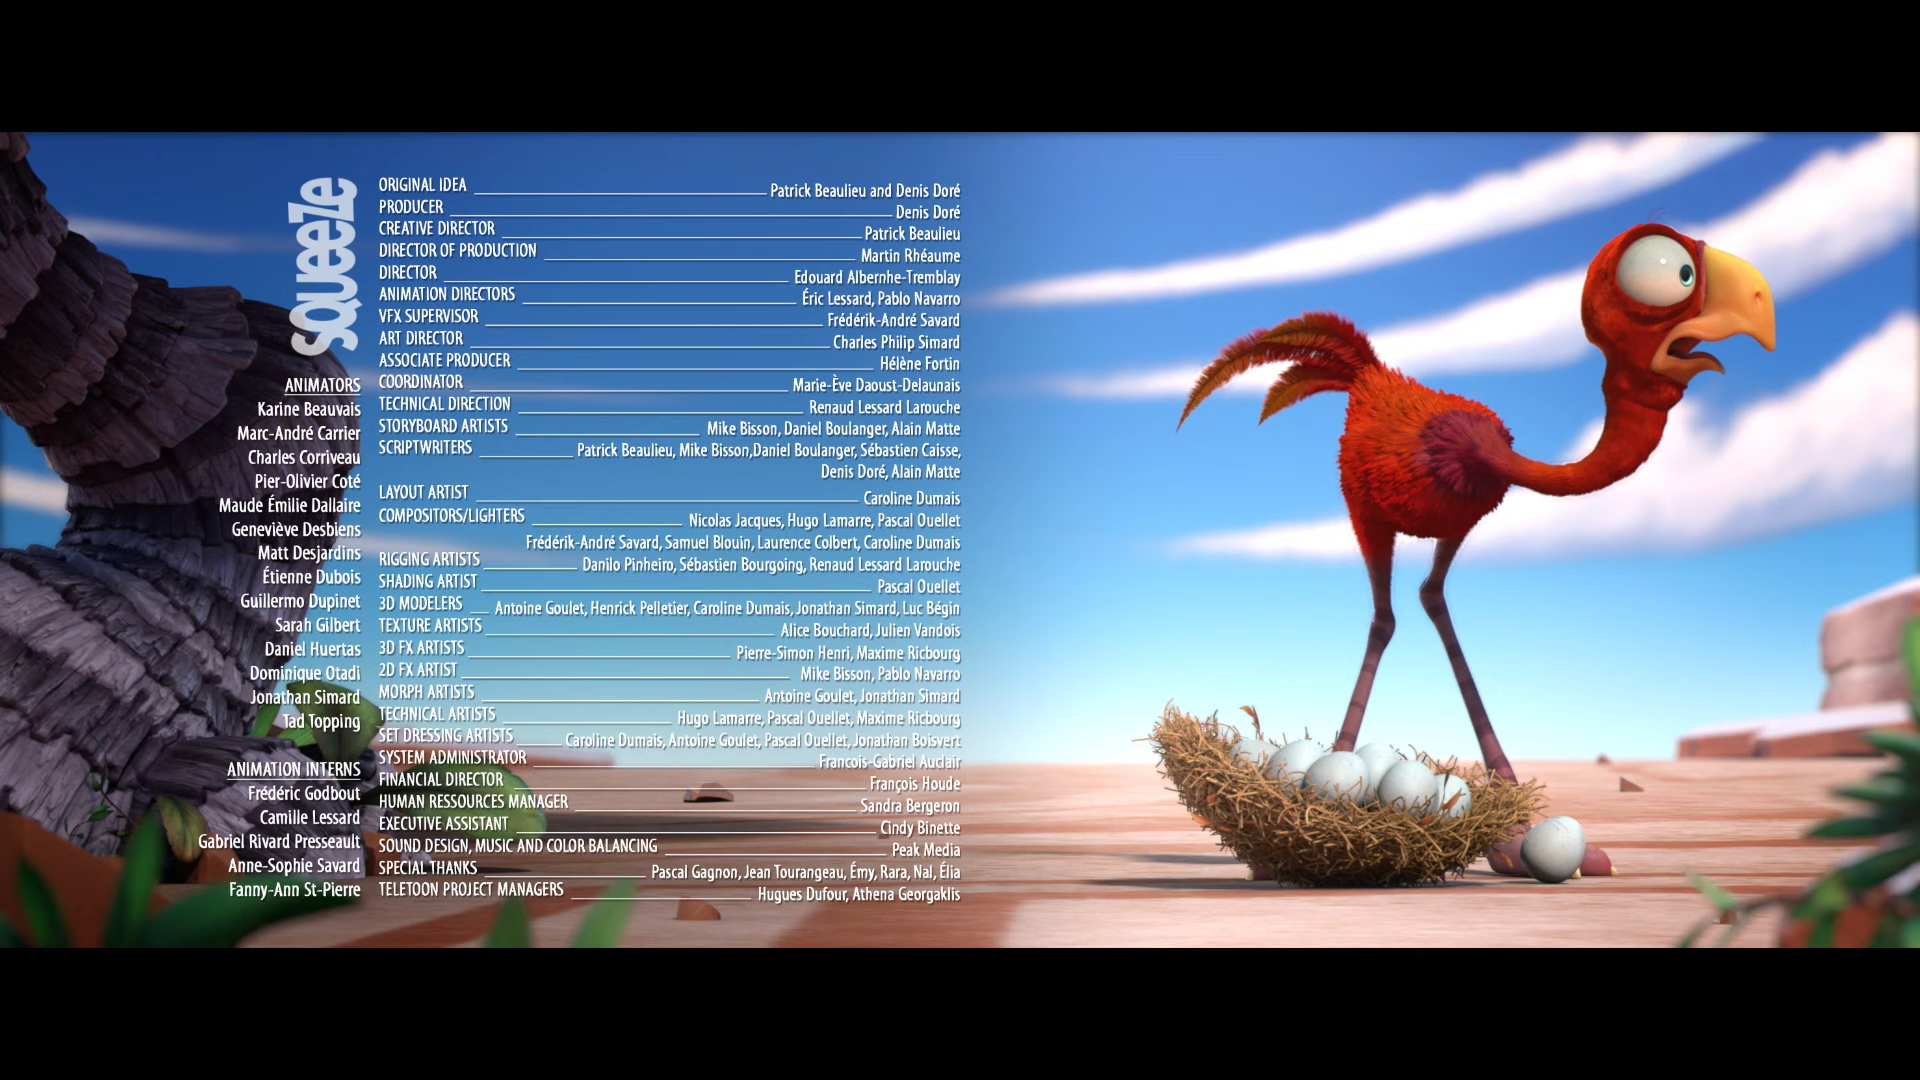 squeeze
ANIMATORS
Karine Beauvais
Marc-André Carrier
Charles Corriveau
Pier-Olivier Coté
Maude Émilie Dallaire
Geneviève Desbiens
Matt Desjardins
Étienne Dubois
Guillermo Dupinet
Sarah Gilbert
Daniel Huertas
Dominique Otadi
Jonathan Simard
Tad Topping
ANIMATION INTERNS
Frédéric Godbout
Camille Lessard
Gabriel Rivard Presseault
Anne-Sophie Savard
Fanny-Ann St-Pierre
ORIGINAL IDEA Patrick Beaulieu and Denis Doré
PRODUCER Denis Doré
CREATIVE DIRECTOR Patrick Beaulieu
DIRECTOR OF PRODUCTION Martin Rhéaume
DIRECTOR Edouard Albernhe-Tremblay
ANIMATION DIRECTORS Éric Lessard, Pablo Navarro
VFX SUPERVISOR Frédérik-André Savard
ART DIRECTOR Charles Philip Simard
ASSOCIATE PRODUCER Hélène Fortin
COORDINATOR Marie-Ève Daoust-Delaunais
TECHNICAL DIRECTION Renaud Lessard Larouche
STORYBOARD ARTISTS Mike Bisson, Daniel Boulanger, Alain Matte
SCRIPTWRITERS Patrick Beaulieu, Mike Bisson,Daniel Boulanger, Sébastien Caisse,
Denis Doré, Alain Matte
LAYOUT ARTIST Caroline Dumais
COMPOSITORS/LIGHTERS Nicolas Jacques, Hugo Lamarre, Pascal Ouellet
Frédérik-André Savard, Samuel Blouin, Laurence Colbert, Caroline Dumais
RIGGING ARTISTS Danilo Pinheiro, Sébastien Bourgoing, Renaud Lessard Larouche
SHADING ARTIST Pascal Ouellet
3D MODELERS Antoine Goulet, Henrick Pelletier, Caroline Dumais, Jonathan Simard, Luc Bégin
TEXTURE ARTISTS Alice Bouchard, Julien Vandois
3D FX ARTISTS Pierre-Simon Henri, Maxime Ricbourg
2D FX ARTIST Mike Bisson, Pablo Navarro
MORPH ARTISTS Antoine Goulet, Jonathan Simard
TECHNICAL ARTISTS Hugo Lamarre, Pascal Ouellet, Maxime Ricbourg
SET DRESSING ARTISTS Caroline Dumais, Antoine Goulet, Pascal Ouellet, Jonathan Boisvert
SYSTEM ADMINISTRATOR Francois-Gabriel Auclair
FINANCIAL DIRECTOR François Houde
HUMAN RESSOURCES MANAGER Sandra Bergeron
EXECUTIVE ASSISTANT Cindy Binette
SOUND DESIGN, MUSIC AND COLOR BALANCING Peak Media
SPECIAL THANKS Pascal Gagnon, Jean Tourangeau, Émy, Rara, Nal, Élia
TELETOON PROJECT MANAGERS Hugues Dufour, Athena Georgaklis